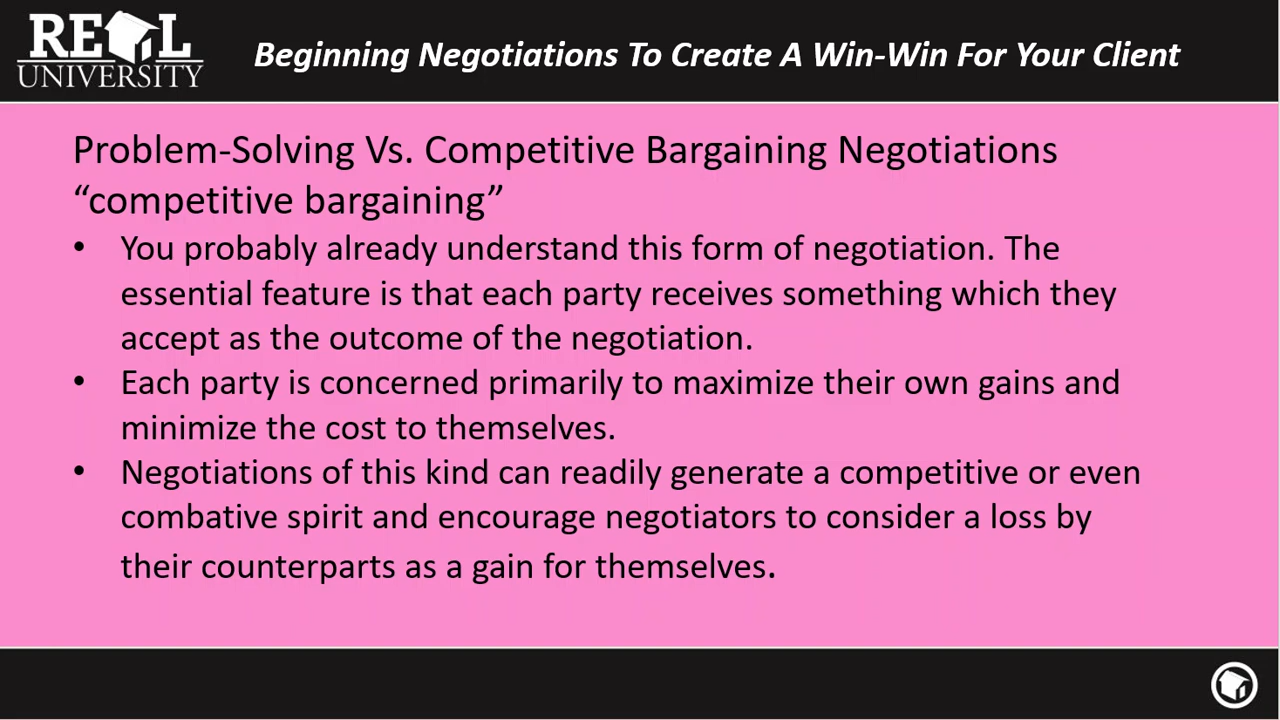 REAL
UNIVERSITY
Beginning Negotiations To Create A Win-Win For Your Client
Problem-Solving Vs. Competitive Bargaining Negotiations
“competitive bargaining”
• You probably already understand this form of negotiation. The
essential feature is that each party receives something which they
accept as the outcome of the negotiation.
• Each party is concerned primarily to maximize their own gains and
minimize the cost to themselves.
• Negotiations of this kind can readily generate a competitive or even
combative spirit and encourage negotiators to consider a loss by
their counterparts as a gain for themselves.